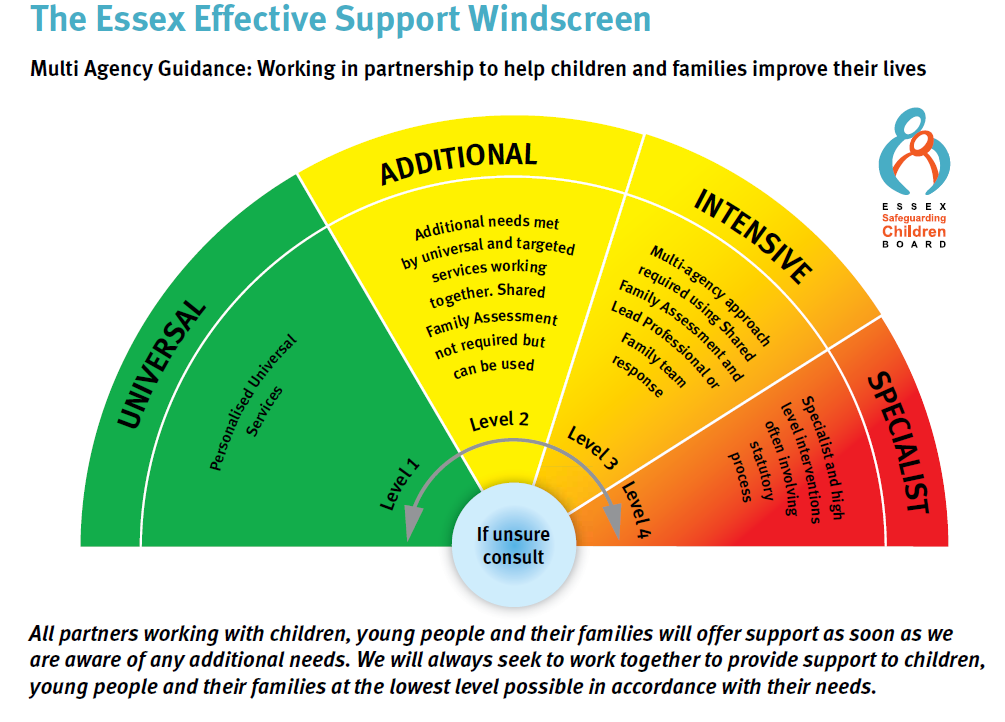 The Essex Effective Support Windscreen
Multi Agency Guidance: Working in partnership to help children and families improve their lives
ESSEX
Safeguarding
Children
BOARD
UNIVERSAL
Personalised Universal
Services
Level 1
ADDITIONAL
Additional needs met
by universal and targeted
services working
together. Shared
Family Assessment
not required but
can be used
Level 2
INTENSIVE
Multi-agency approach
required using Shared
Family Assessment and
Lead Professional or
Family team
response
Level 3
SPECIALIST
Specialist and high
level interventions
often involving
statutory
process
Level 4
If unsure
consult
All partners working with children, young people and their families will offer support as soon as we
are aware of any additional needs. We will always seek to work together to provide support to children,
young people and their families at the lowest level possible in accordance with their needs.